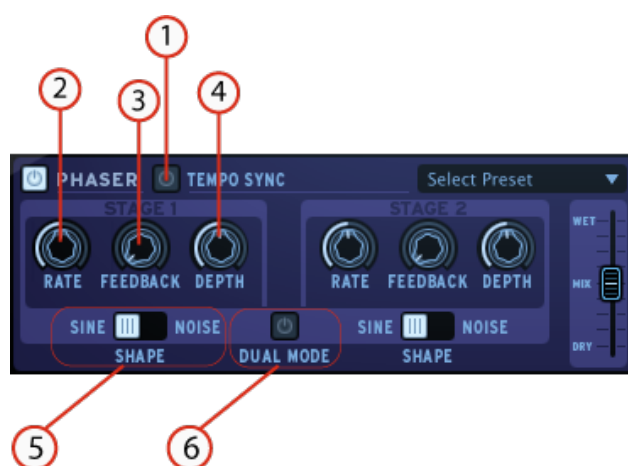 1
2 3 4
PHASER TEMPO SYNC Select Preset
STAGE 1 STAGE 2
WET
RATE FEEDBACK DEPTH RATE FEEDBACK DEPTH
MIX
SINE NOISE SINE NOISE
DRY
SHAPE DUAL MODE SHAPE
5 6